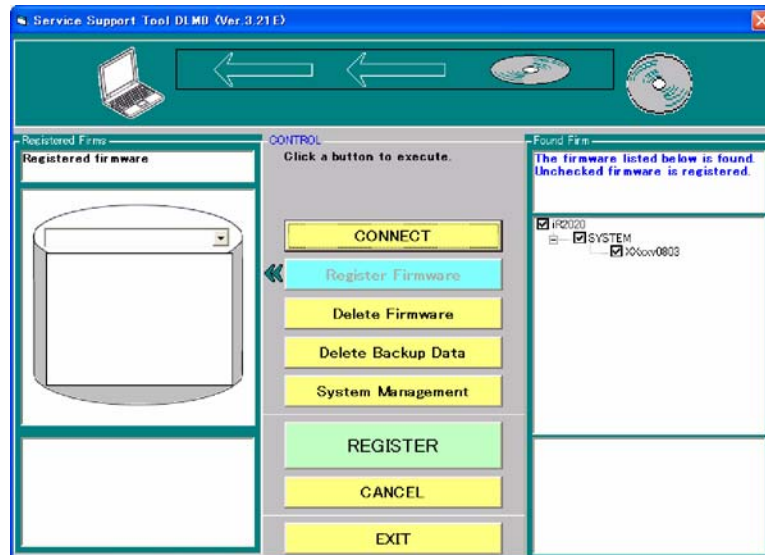 Service Support Tool DLMD (Ver.3.21E)
Registered Firms
Registered firmware
CONTROL
Click a button to execute.
CONNECT
Register Firmware
Delete Firmware
Delete Backup Data
System Management
REGISTER
CANCEL
EXIT
Found Firm
The firmware listed below is found.
Unchecked firmware is registered.
iR2020
SYSTEM
XXxxv0803